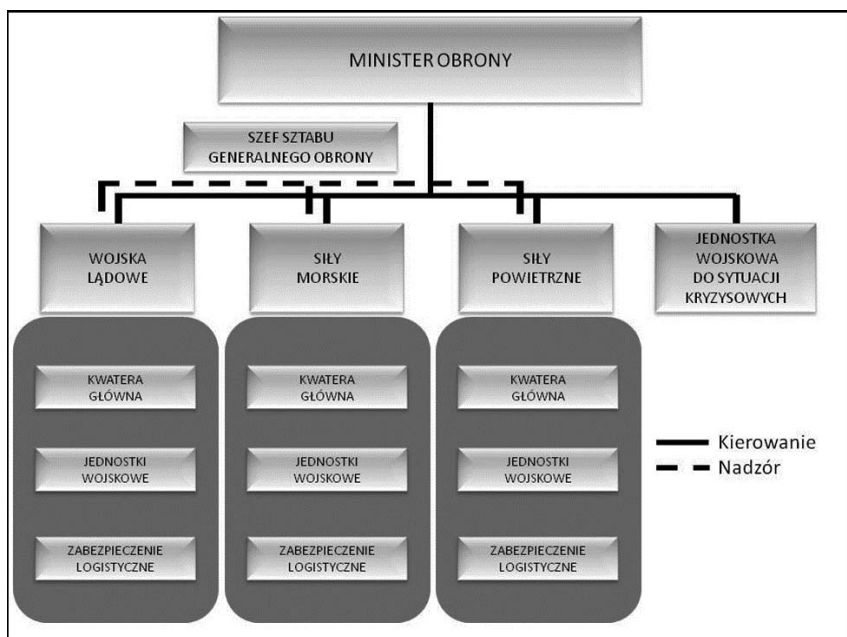 MINISTER OBRONY
SZEF SZTABU
GENERALNEGO OBRONY
WOJSKA
LĄDOWE
SIŁY
MORSKIE
SIŁY
POWIETRZNE
JEDNOSTKA
WOJSKOWA
DO SYTUACJI
KRYZYSOWYCH
KWATERA
GŁÓWNA
JEDNOSTKI
WOJSKOWE
ZABEZPIECZENIE
LOGISTYCZNE
KWATERA
GŁÓWNA
JEDNOSTKI
WOJSKOWE
ZABEZPIECZENIE
LOGISTYCZNE
KWATERA
GŁÓWNA
JEDNOSTKI
WOJSKOWE
ZABEZPIECZENIE
LOGISTYCZNE
Kierowanie
Nadzór